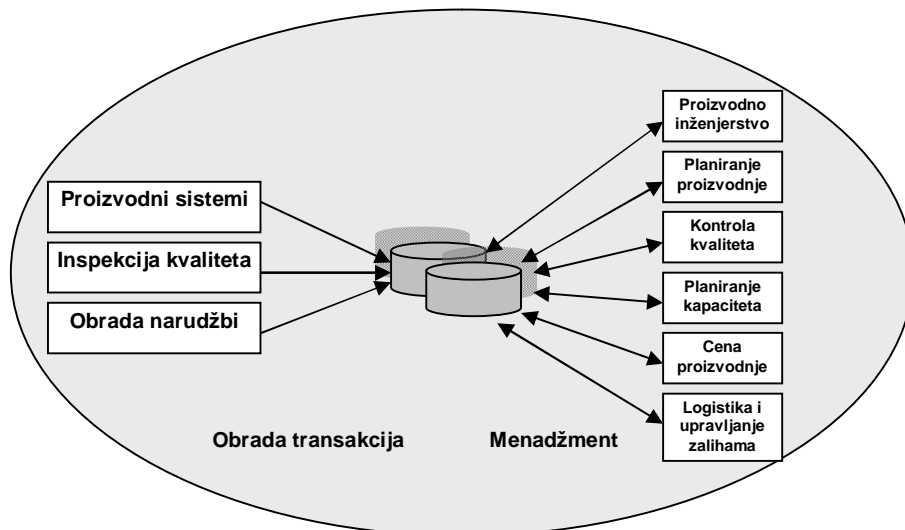 Proizvodni sistemi
Inspekcija kvaliteta
Obrada narudžbi
Proizvodno
inženjerstvo
Planiranje
proizvodnje
Kontrola
kvaliteta
Planiranje
kapaciteta
Cena
proizvodnje
Logistika i
upravljanje
zalihama
Obrada transakcija
Menadžment